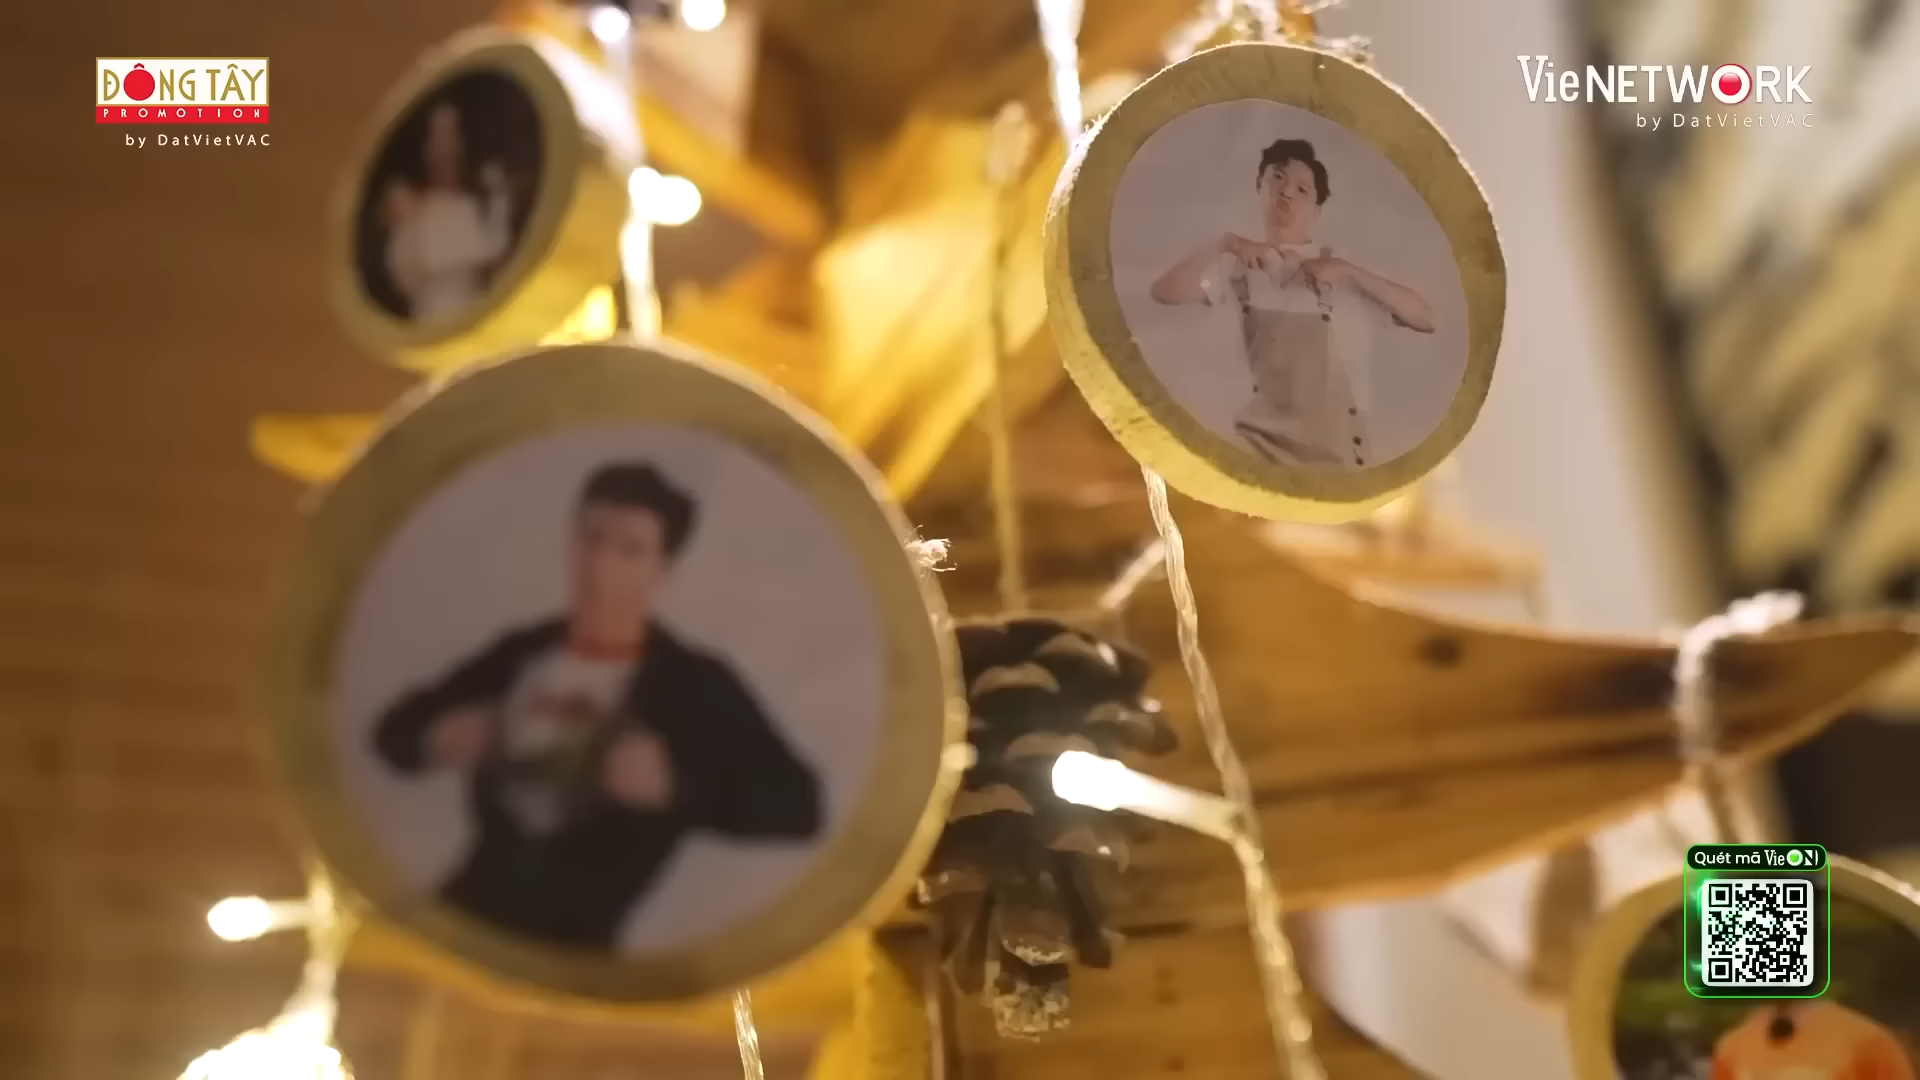 ĐÔNG TÂY
PROMOTION
by DatVietVAC
VieNETWORK
by DatVietVAC
Quét mã VieON